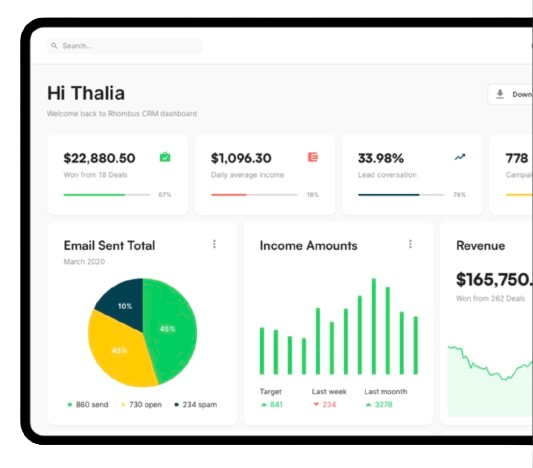 Search...
Hi Thalia
Down
Welcome back to Rhombus CRM dashboard
$22,880.50
Won from 18 Deals
67%
$1,096.30
Daily average income
18%
33.98%
Lead coversation
78%
778
Campai
Email Sent Total
March 2020
10%
45%
45%
860 send 730 open 234 spam
Income Amounts
Target Last week Last moonth
841 234 3278
Revenue
$165,750.
Won from 262 Deals